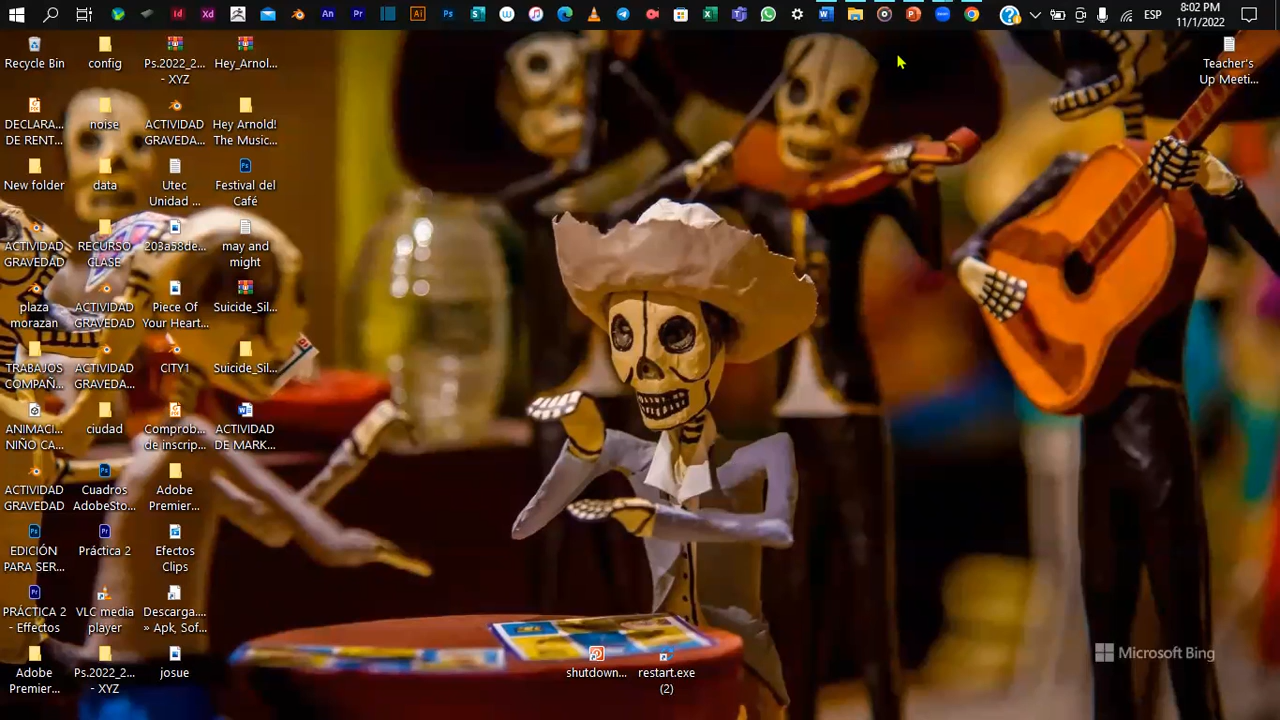 ESP
8:02 PM
11/1/2022
Recycle Bin
config
Ps.2022_2...
- XYZ
Hey_Arnol...
Teacher's
Up Meeti...
DECLARA...
DE RENT...
noise
ACTIVIDAD
GRAVEDA...
Hey Arnold!
The Music...
New folder
data
Utec
Unidad ...
Festival del
Café
ACTIVIDAD
GRAVEDAD
RECURSO
CLASE
203a58de...
may and
might
plaza
morazan
ACTIVIDAD
GRAVEDAD
Piece Of
Your Heart...
Suicide_Sil...
TRABAJOS
COMPAÑ...
ACTIVIDAD
GRAVEDA...
CITY1
Suicide_Sil...
ANIMACI...
NIÑO CA...
ciudad
Comprob...
de inscrip...
ACTIVIDAD
DE MARK...
ACTIVIDAD
GRAVEDAD
Cuadros
AdobeSto...
Adobe
Premier...
EDICIÓN
PARA SER...
Práctica 2
Efectos
Clips
PRÁCTICA 2
- Efectos
VLC media
player
Descarga....
» Apk, Sof...
Adobe
Premier...
Ps.2022_2...
- XYZ
josue
shutdown...
restart.exe
(2)
Microsoft Bing